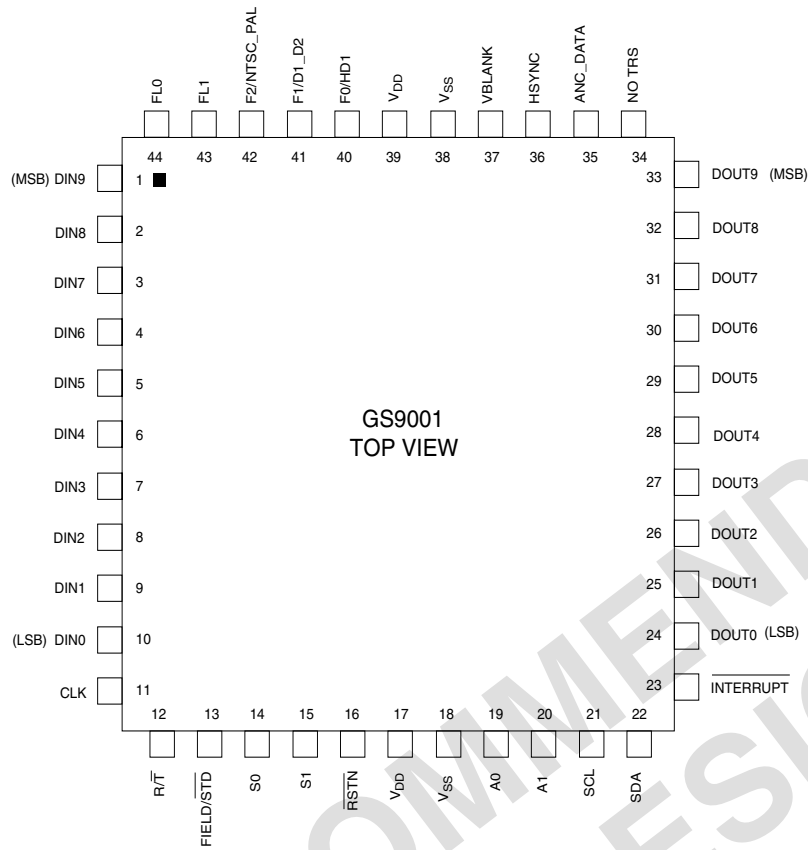 FL0
FL1
F2/NTSC_PAL
F1/D1_D2
F0/HD1
VDD
VSS
VBLANK
HSYNC
ANC_DATA
NO TRS
44 43 42 41 40 39 38 37 36 35 34
(MSB) DIN9 1
DIN8 2
DIN7 3
DIN6 4
DIN5 5
DIN4 6
DIN3 7
DIN2 8
DIN1 9
(LSB) DIN0 10
CLK 11
GS9001
TOP VIEW
33 DOUT9 (MSB)
32 DOUT8
31 DOUT7
30 DOUT6
29 DOUT5
28 DOUT4
27 DOUT3
26 DOUT2
25 DOUT1
24 DOUT0 (LSB)
23 INTERRUPT
12 13 14 15 16 17 18 19 20 21 22
R/T
FIELD/STD
S0
S1
RSTN
VDD
VSS
A0
A1
SCL
SDA